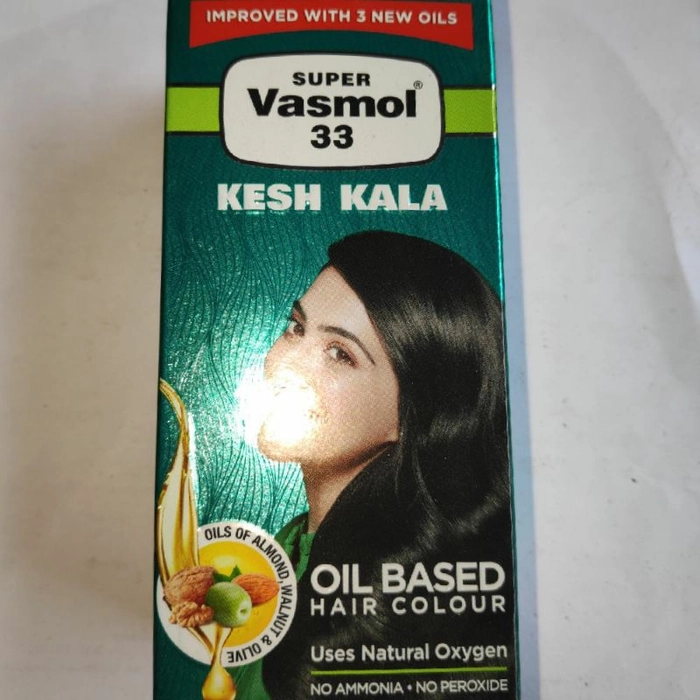 IMPROVED WITH 3 NEW OILS
SUPER
Vasmol®
33
KESH KALA
OILS OF ALMOND, WALNUT & OLIVE
OIL BASED
HAIR COLOUR
Uses Natural Oxygen
NO AMMONIA • NO PEROXIDE